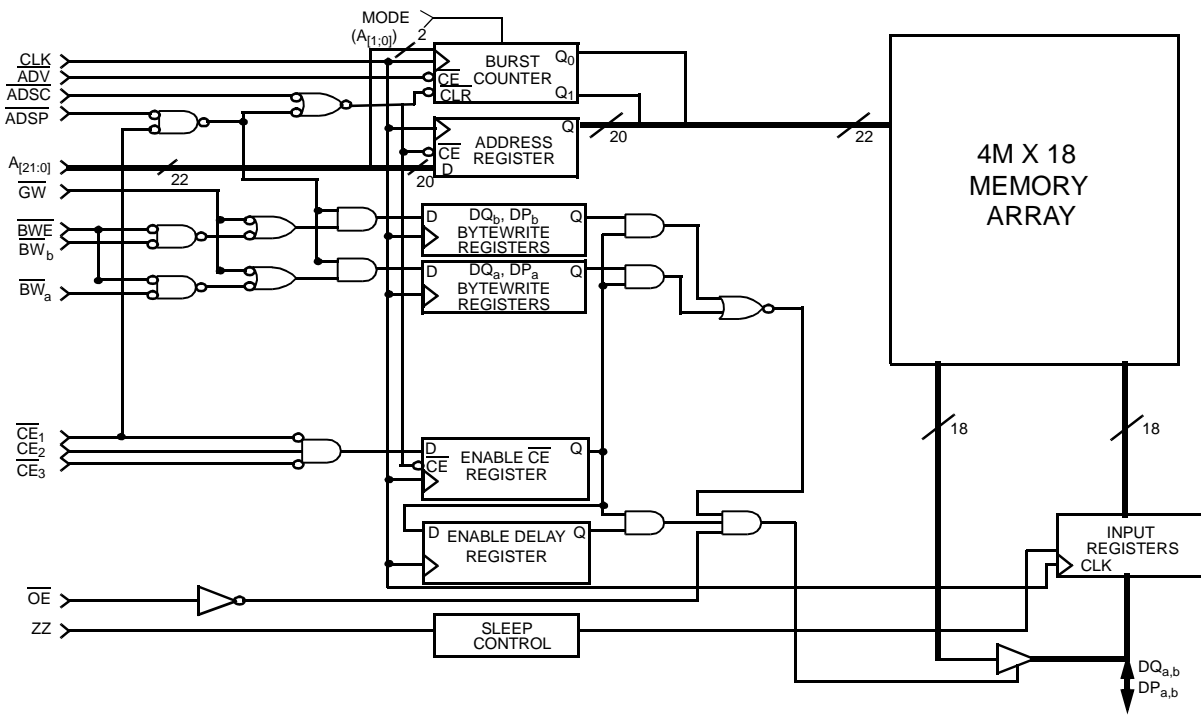 MODE
(A[1;0])
2
CLK
ADV
ADSC
ADSP
A[21:0]
22
GW
BWE
BWb
BWa
CE1
CE2
CE3
OE
ZZ
BURST
COUNTER
CE
CLR
Q0
Q1
ADDRESS
REGISTER
CE
D
Q
20
20
22
4M X 18
MEMORY
ARRAY
D
DQb, DPb
BYTEWRITE
REGISTERS
Q
D
DQa, DPa
BYTEWRITE
REGISTERS
Q
D
CE
ENABLE CE
REGISTER
Q
D
ENABLE DELAY
REGISTER
Q
SLEEP
CONTROL
18
18
INPUT
REGISTERS
CLK
DQa,b
DPa,b